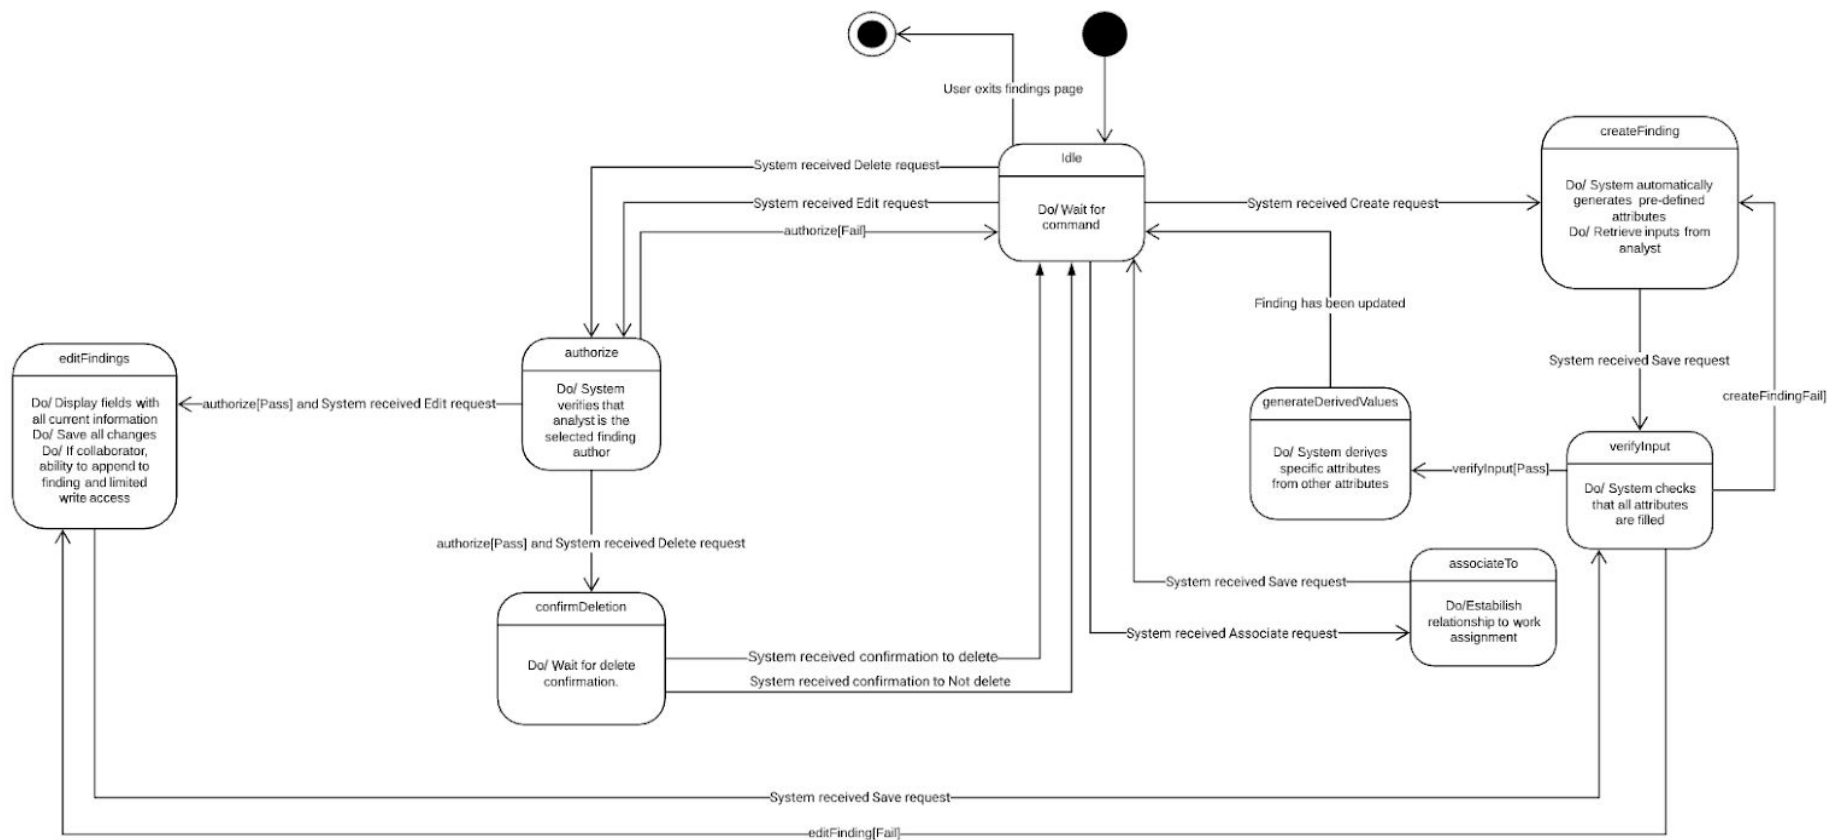 User exits findings page
Idle
Do/ Wait for
command
System received Delete request
System received Edit request
authorize[Fail]
System received Create request
createFinding
Do/ System automatically
generates pre-defined
attributes
Do/ Retrieve inputs from
analyst
Finding has been updated
System received Save request
createFindingFail]
editFindings
Do/ Display fields with
all current information
Do/ Save all changes
Do/ If collaborator,
ability to append to
finding and limited
write access
authorize[Pass] and System received Edit request
authorize
Do/ System
verifies that
analyst is the
selected finding
author
generateDerivedValues
Do/ System derives
specific attributes
from other attributes
verifyInput[Pass]
verifyInput
Do/ System checks
that all attributes
are filled
authorize[Pass] and System received Delete request
confirmDeletion
Do/ Wait for delete
confirmation.
System received Save request
associateTo
Do/Estabilish
relationship to work
assignment
System received Associate request
System received confirmation to delete
System received confirmation to Not delete
System received Save request
editFinding[Fail]